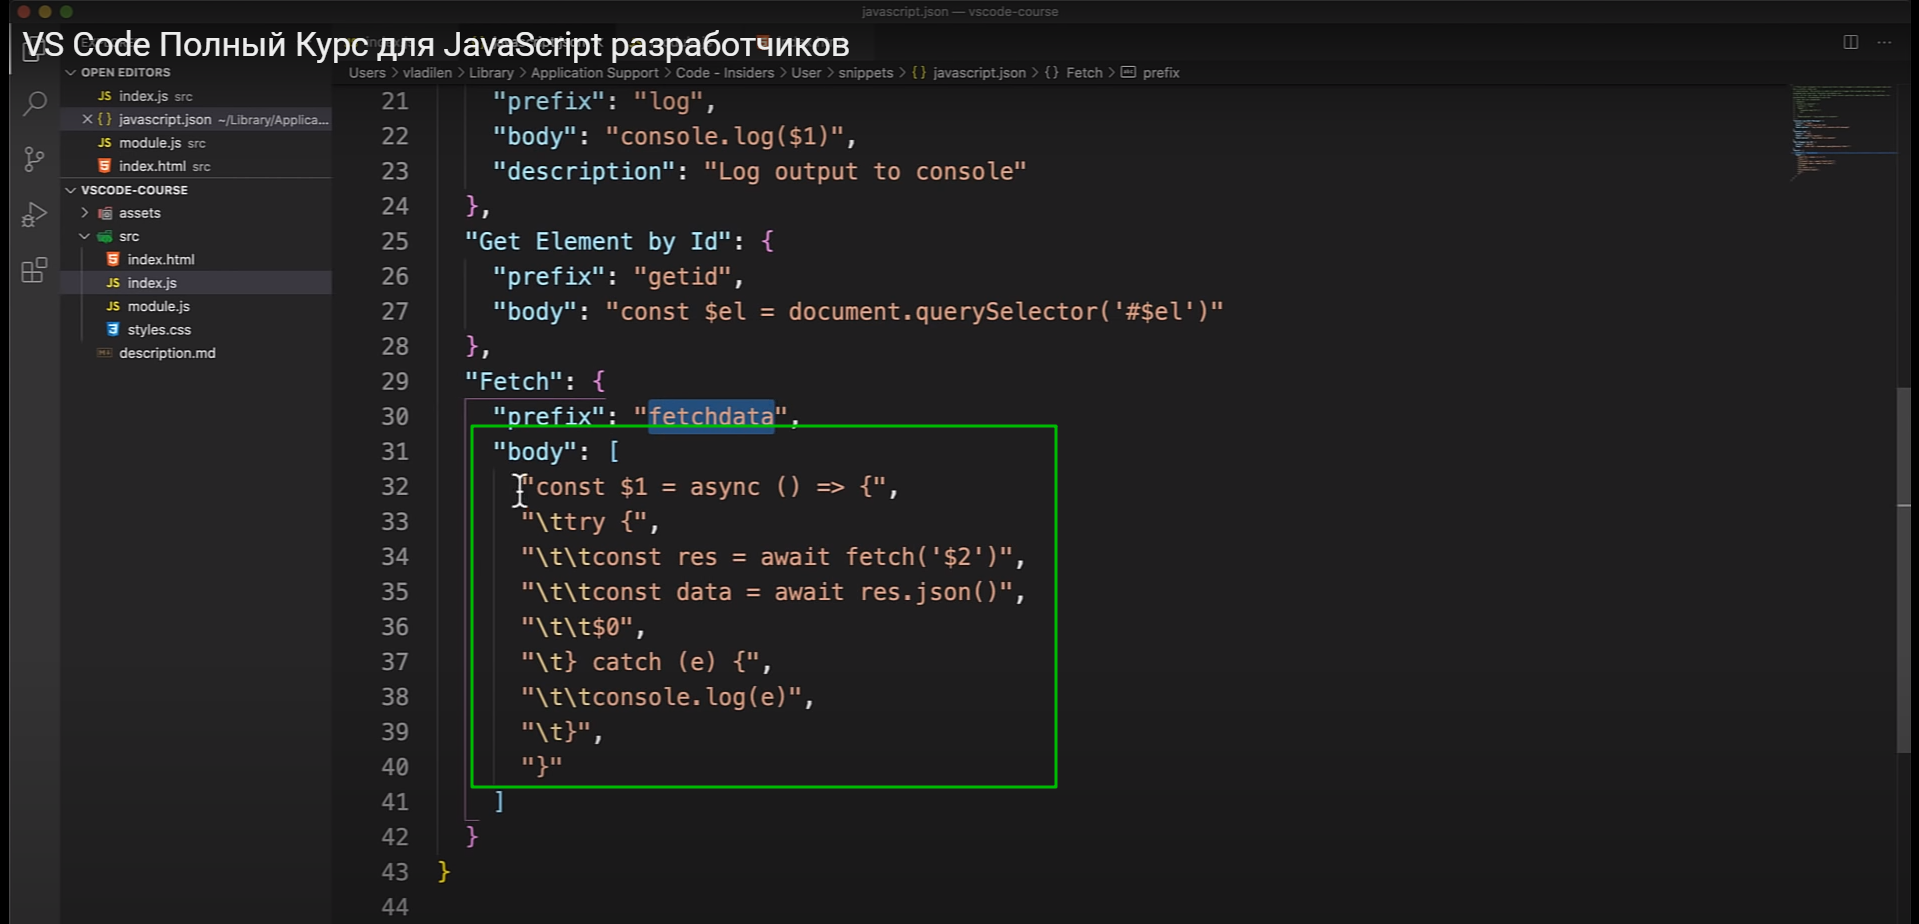 javascript.json — vscode-course
VS Code Полный Курс для JavaScript разработчиков
OPEN EDITORS
JS index.js src
{ } javascript.json ~/Library/Applica...
JS module.js src
index.html src
VSCODE-COURSE
assets
src
index.html
JS index.js
JS module.js
styles.css
description.md
Users > vladilen > Library > Application Support > Code - Insiders > User > snippets > { } javascript.json > { } Fetch > prefix
21 "prefix": "log",
22 "body": "console.log($1)",
23 "description": "Log output to console"
24 },
25 "Get Element by Id": {
26 "prefix": "getid",
27 "body": "const $el = document.querySelector('#$el')"
28 },
29 "Fetch": {
30 "prefix": "fetchdata",
31 "body": [
32 "const $1 = async () => {",
33 "\ttry {",
34 "\t\tconst res = await fetch('$2')",
35 "\t\tconst data = await res.json()",
36 "\t\t$0",
37 "\t} catch (e) {",
38 "\t\tconsole.log(e)",
39 "\t}",
40 "}"
41 ]
42 }
43 }
44